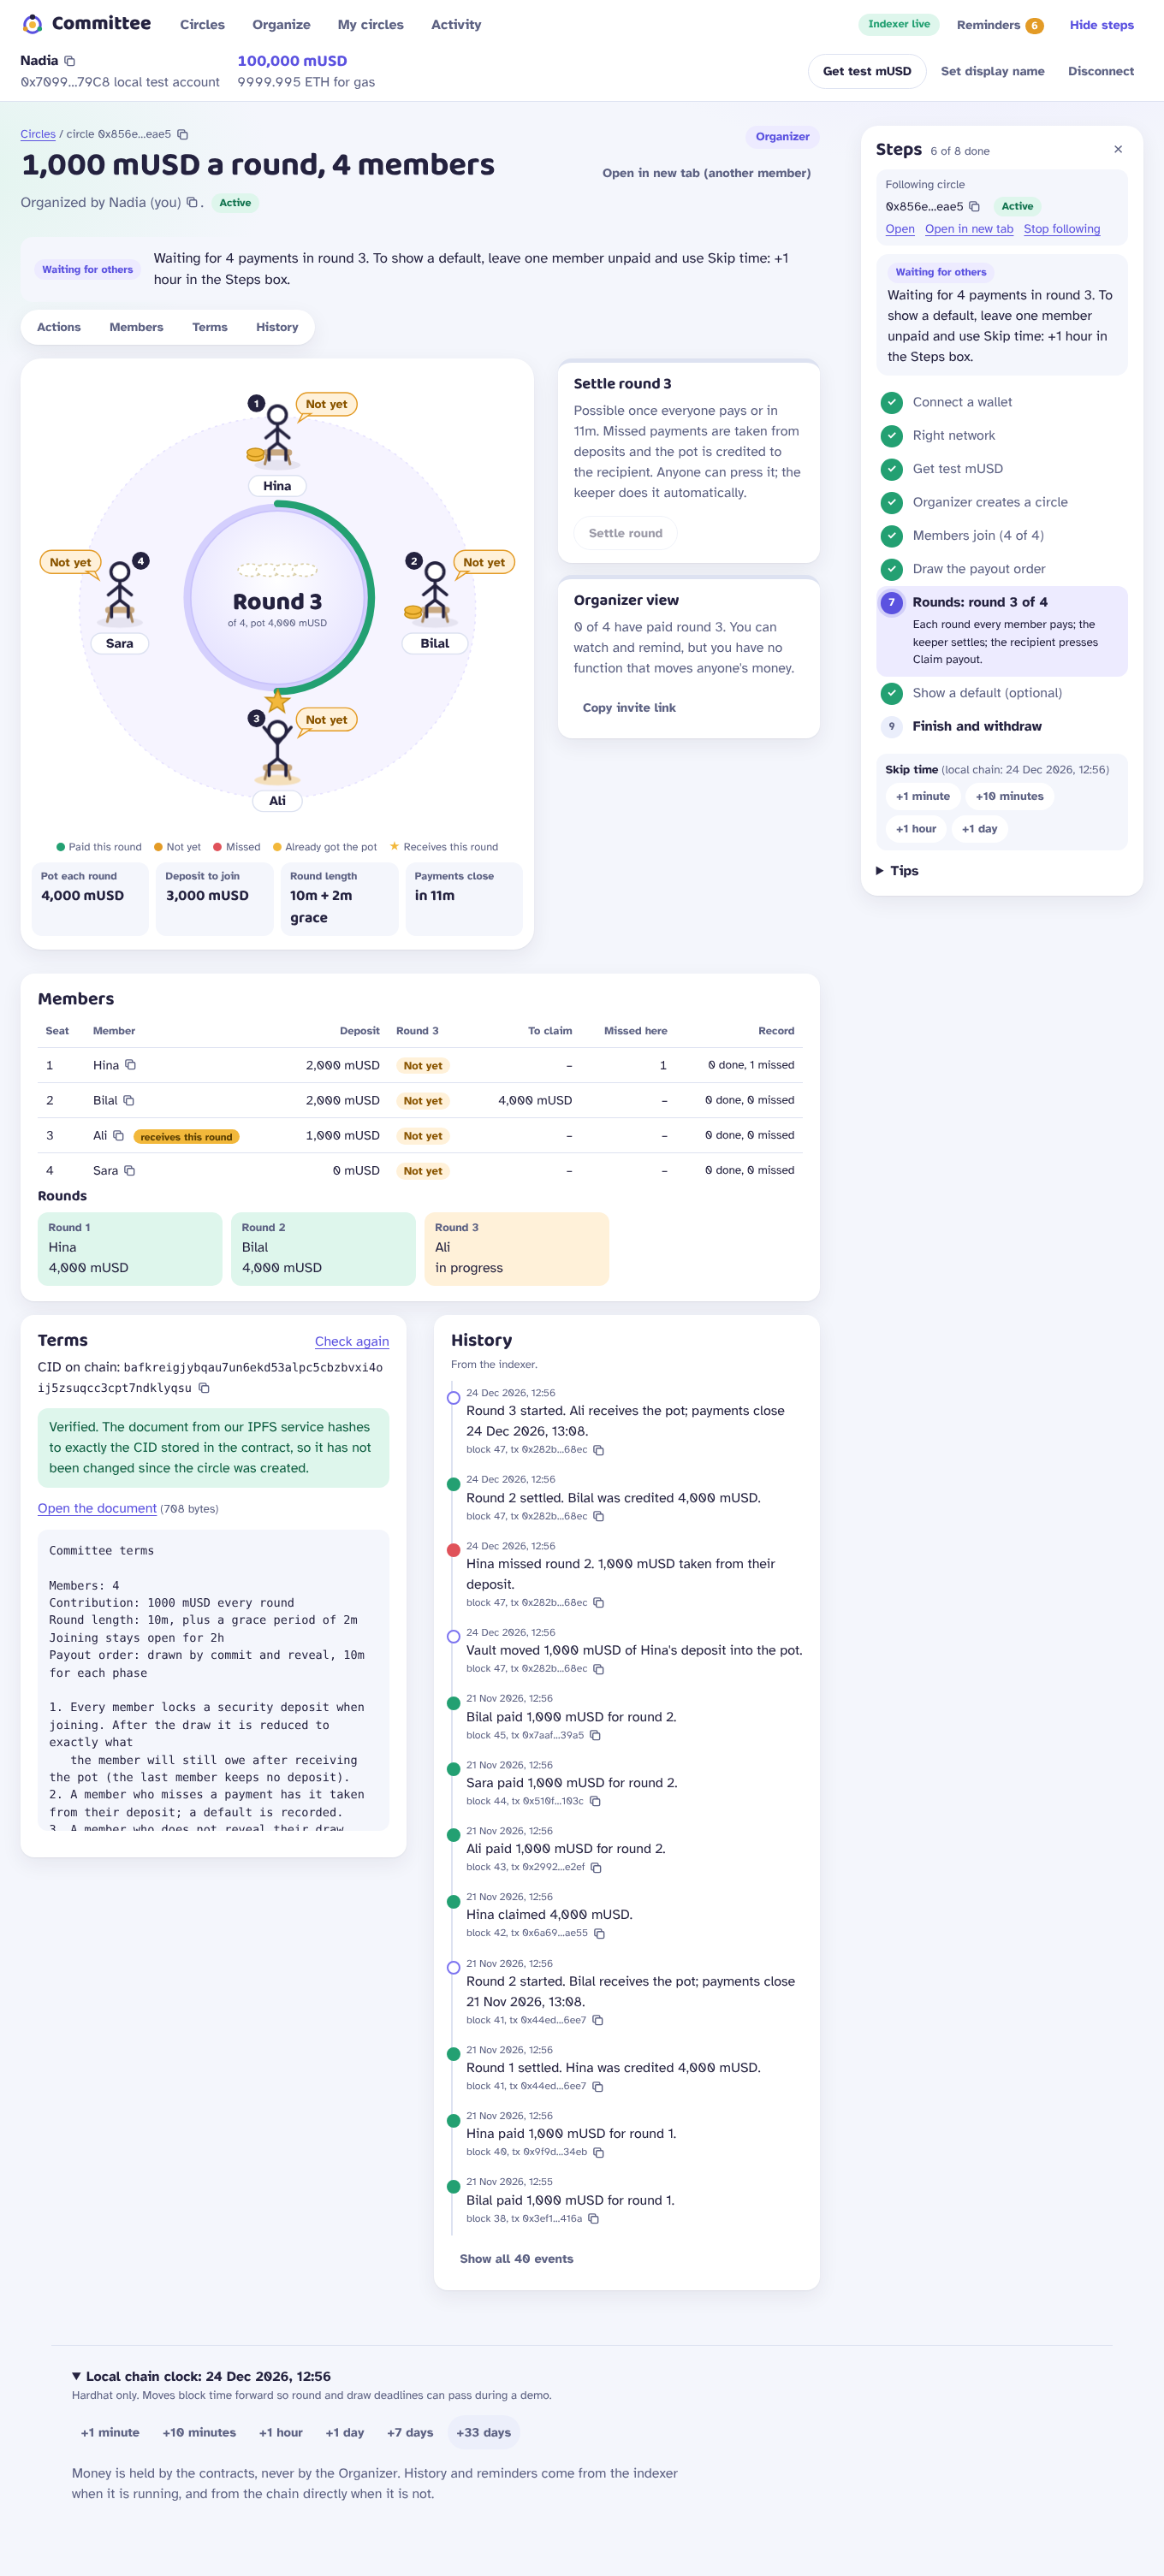 Committee
Circles
Organize
My circles
Activity
Indexer live
Reminders 6
Hide steps
Nadia
0x7099...79C8 local test account
100,000 mUSD
9999.995 ETH for gas
Get test mUSD
Set display name
Disconnect
Circles / circle 0x856e...eae5
Organizer
1,000 mUSD a round, 4 members
Open in new tab (another member)
Organized by Nadia (you) . Active
Waiting for others
Waiting for 4 payments in round 3. To show a default, leave one member unpaid and use Skip time: +1
hour in the Steps box.
Actions
Members
Terms
History
1
Not yet
Hina
Not yet
4
Sara
2
Not yet
Bilal
Round 3
of 4, pot 4,000 mUSD
3
Not yet
Ali
Paid this round
Not yet
Missed
Already got the pot
Receives this round
Pot each round
4,000 mUSD
Deposit to join
3,000 mUSD
Round length
10m + 2m
grace
Payments close
in 11m
Settle round 3
Possible once everyone pays or in
11m. Missed payments are taken from
deposits and the pot is credited to
the recipient. Anyone can press it; the
keeper does it automatically.
Settle round
Organizer view
0 of 4 have paid round 3. You can
watch and remind, but you have no
function that moves anyone's money.
Copy invite link
Steps 6 of 8 done
Following circle
0x856e...eae5 Active
Open Open in new tab Stop following
Waiting for others
Waiting for 4 payments in round 3. To
show a default, leave one member
unpaid and use Skip time: +1 hour in
the Steps box.
Connect a wallet
Right network
Get test mUSD
Organizer creates a circle
Members join (4 of 4)
Draw the payout order
7 Rounds: round 3 of 4
Each round every member pays; the
keeper settles; the recipient presses
Claim payout.
Show a default (optional)
9 Finish and withdraw
Skip time (local chain: 24 Dec 2026, 12:56)
+1 minute +10 minutes
+1 hour +1 day
Tips
Members
Seat Member Deposit Round 3 To claim Missed here Record
1 Hina 2,000 mUSD Not yet – 1 0 done, 1 missed
2 Bilal 2,000 mUSD Not yet 4,000 mUSD – 0 done, 0 missed
3 Ali receives this round 1,000 mUSD Not yet – – 0 done, 0 missed
4 Sara 0 mUSD Not yet – – 0 done, 0 missed
Rounds
Round 1
Hina
4,000 mUSD
Round 2
Bilal
4,000 mUSD
Round 3
Ali
in progress
Terms
Check again
CID on chain: bafkreigjybqau7un6ekd53alpc5cbzbvxi4o
ij5zsuqcc3cpt7ndklyqsu
Verified. The document from our IPFS service hashes
to exactly the CID stored in the contract, so it has not
been changed since the circle was created.
Open the document (708 bytes)
Committee terms
Members: 4
Contribution: 1000 mUSD every round
Round length: 10m, plus a grace period of 2m
Joining stays open for 2h
Payout order: drawn by commit and reveal, 10m
for each phase
1. Every member locks a security deposit when
joining. After the draw it is reduced to
exactly what
the member will still owe after receiving
the pot (the last member keeps no deposit).
2. A member who misses a payment has it taken
from their deposit; a default is recorded.
3. A member who does not reveal their draw
History
From the indexer.
24 Dec 2026, 12:56
Round 3 started. Ali receives the pot; payments close
24 Dec 2026, 13:08.
block 47, tx 0x282b...68ec
24 Dec 2026, 12:56
Round 2 settled. Bilal was credited 4,000 mUSD.
block 47, tx 0x282b...68ec
24 Dec 2026, 12:56
Hina missed round 2. 1,000 mUSD taken from their
deposit.
block 47, tx 0x282b...68ec
24 Dec 2026, 12:56
Vault moved 1,000 mUSD of Hina's deposit into the pot.
block 47, tx 0x282b...68ec
21 Nov 2026, 12:56
Bilal paid 1,000 mUSD for round 2.
block 45, tx 0x7aaf...39a5
21 Nov 2026, 12:56
Sara paid 1,000 mUSD for round 2.
block 44, tx 0x510f...103c
21 Nov 2026, 12:56
Ali paid 1,000 mUSD for round 2.
block 43, tx 0x2992...e2ef
21 Nov 2026, 12:56
Hina claimed 4,000 mUSD.
block 42, tx 0x6a69...ae55
21 Nov 2026, 12:56
Round 2 started. Bilal receives the pot; payments close
21 Nov 2026, 13:08.
block 41, tx 0x44ed...6ee7
21 Nov 2026, 12:56
Round 1 settled. Hina was credited 4,000 mUSD.
block 41, tx 0x44ed...6ee7
21 Nov 2026, 12:56
Hina paid 1,000 mUSD for round 1.
block 40, tx 0x9f9d...34eb
21 Nov 2026, 12:55
Bilal paid 1,000 mUSD for round 1.
block 38, tx 0x3ef1...416a
Show all 40 events
Local chain clock: 24 Dec 2026, 12:56
Hardhat only. Moves block time forward so round and draw deadlines can pass during a demo.
+1 minute +10 minutes +1 hour +1 day +7 days +33 days
Money is held by the contracts, never by the Organizer. History and reminders come from the indexer
when it is running, and from the chain directly when it is not.